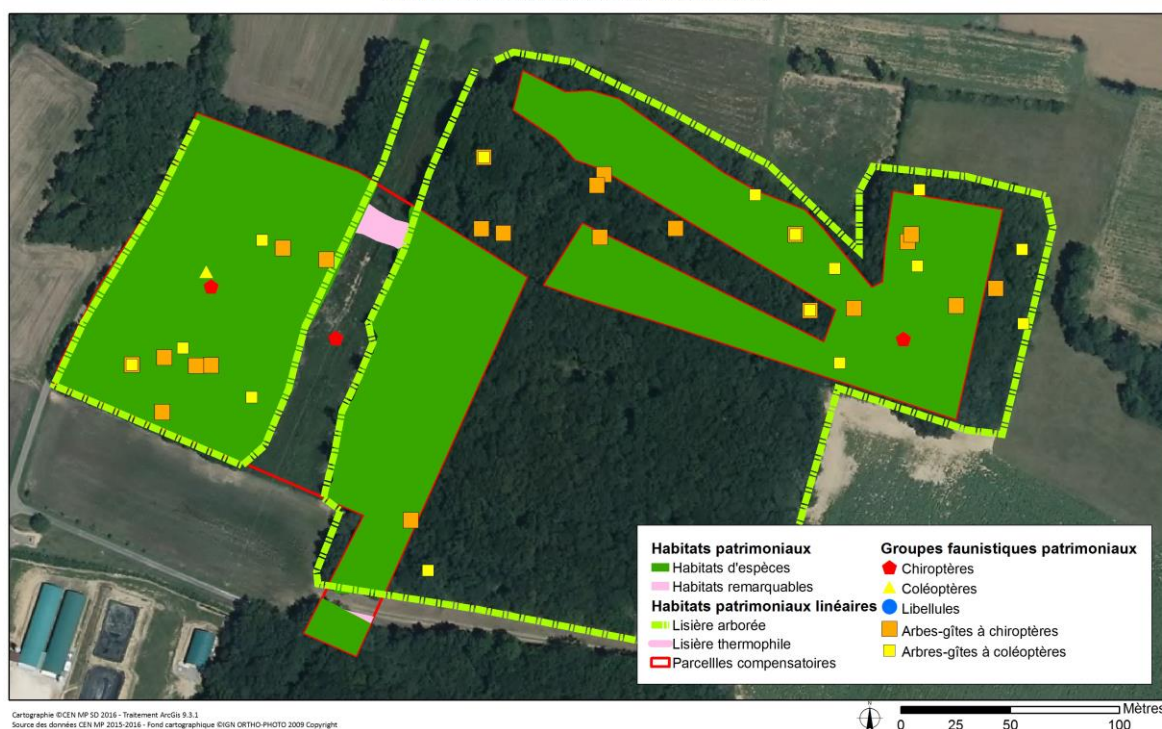 Habitats patrimoniaux
Habitats d'espèces
Habitats remarquables
Habitats patrimoniaux linéaires
Lisière arborée
Lisière thermophile
Parcellles compensatoires
Groupes faunistiques patrimoniaux
Chiroptères
Coléoptères
Libellules
Arbes-gîtes à chiroptères
Arbres-gîtes à coléoptères
Cartographie ©CEN MP SD 2016 - Traitement ArcGis 9.3.1
Source des données CEN MP 2015-2016 - Fond cartographique ©IGN ORTHO-PHOTO 2009 Copyright
Mètres
0 25 50 100